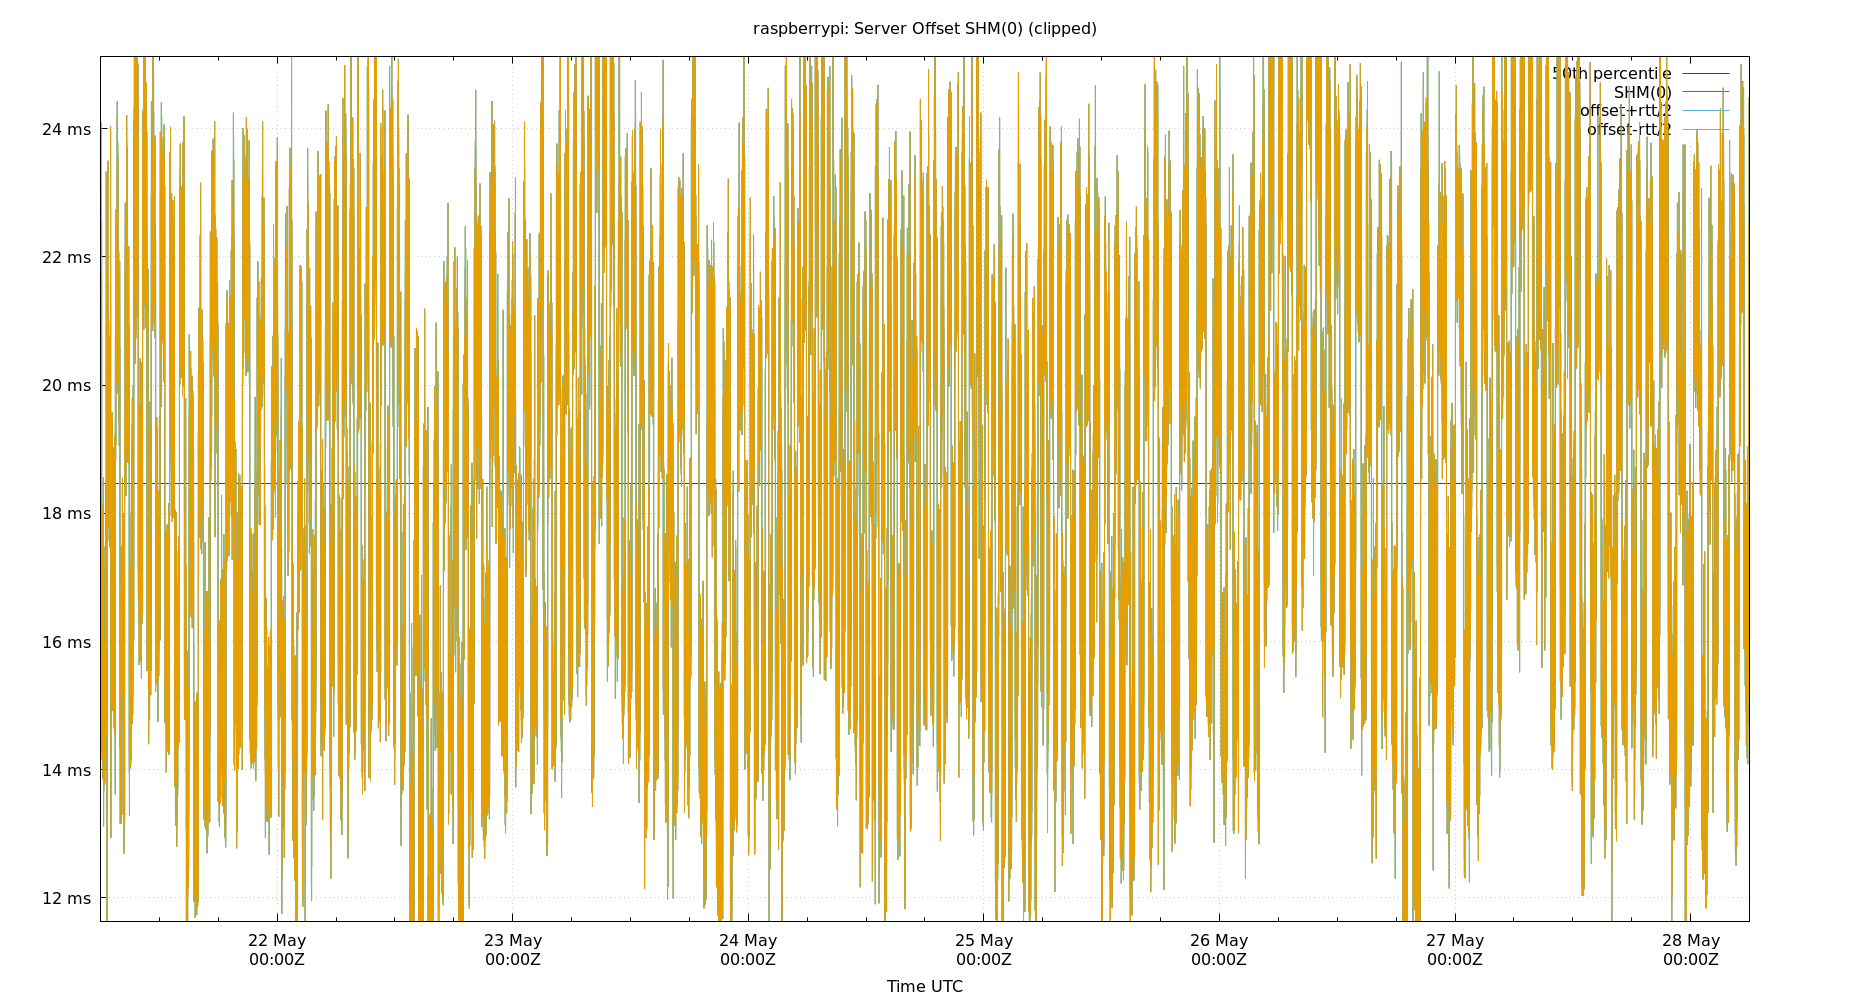 raspberrypi: Server Offset SHM(0) (clipped)
50th percentile
SHM(0)
offset+rtt/2
offset-rtt/2
24 ms
22 ms
20 ms
18 ms
16 ms
14 ms
12 ms
22 May 23 May 24 May 25 May 26 May 27 May 28 May
00:00Z 00:00Z 00:00Z 00:00Z 00:00Z 00:00Z 00:00Z
Time UTC